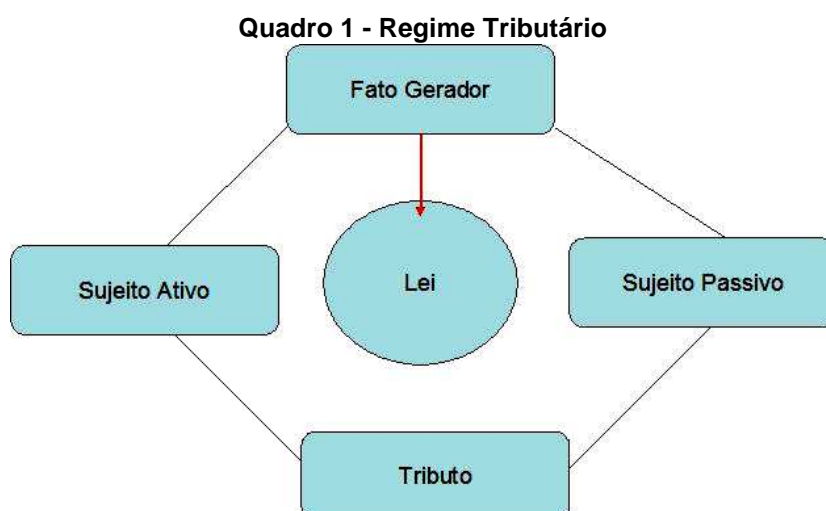 Quadro 1 - Regime Tributário
Fato Gerador
Sujeito Ativo
Lei
Sujeito Passivo
Tributo